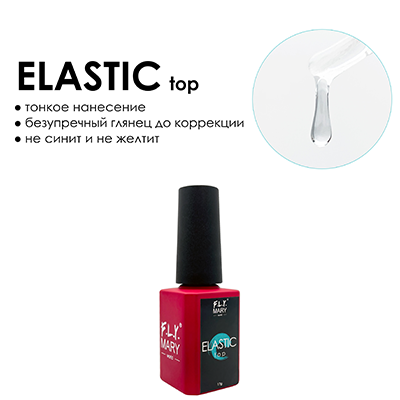 ELASTIC top
• тонкое нанесение
• безупречный глянец до коррекции
• не синит и не желтит
F.L.Y.®
MARY
F.L.Y.®
MARY
ELASTIC
top